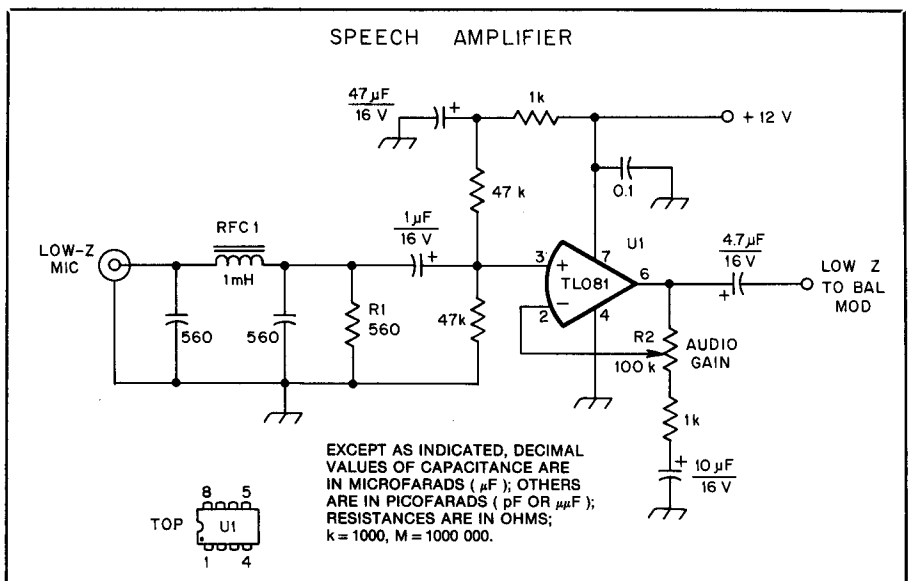 SPEECH AMPLIFIER
47 µF
16 V
+
1k
+ 12 V
47 k
0.1
RFC 1
1 µF
16 V
+
U1
4.7 µF
16 V
LOW-Z
MIC
1mH
3
+
7
TL081
6
+
LOW Z
TO BAL
MOD
560
560
R1
560
47k
−
2
4
R2
100 k
AUDIO
GAIN
1k
+
10 µF
16 V
EXCEPT AS INDICATED, DECIMAL
VALUES OF CAPACITANCE ARE
IN MICROFARADS ( µF ); OTHERS
ARE IN PICOFARADS ( pF OR µµF );
RESISTANCES ARE IN OHMS;
k = 1000, M = 1000 000.
8 5
TOP U1
1 4